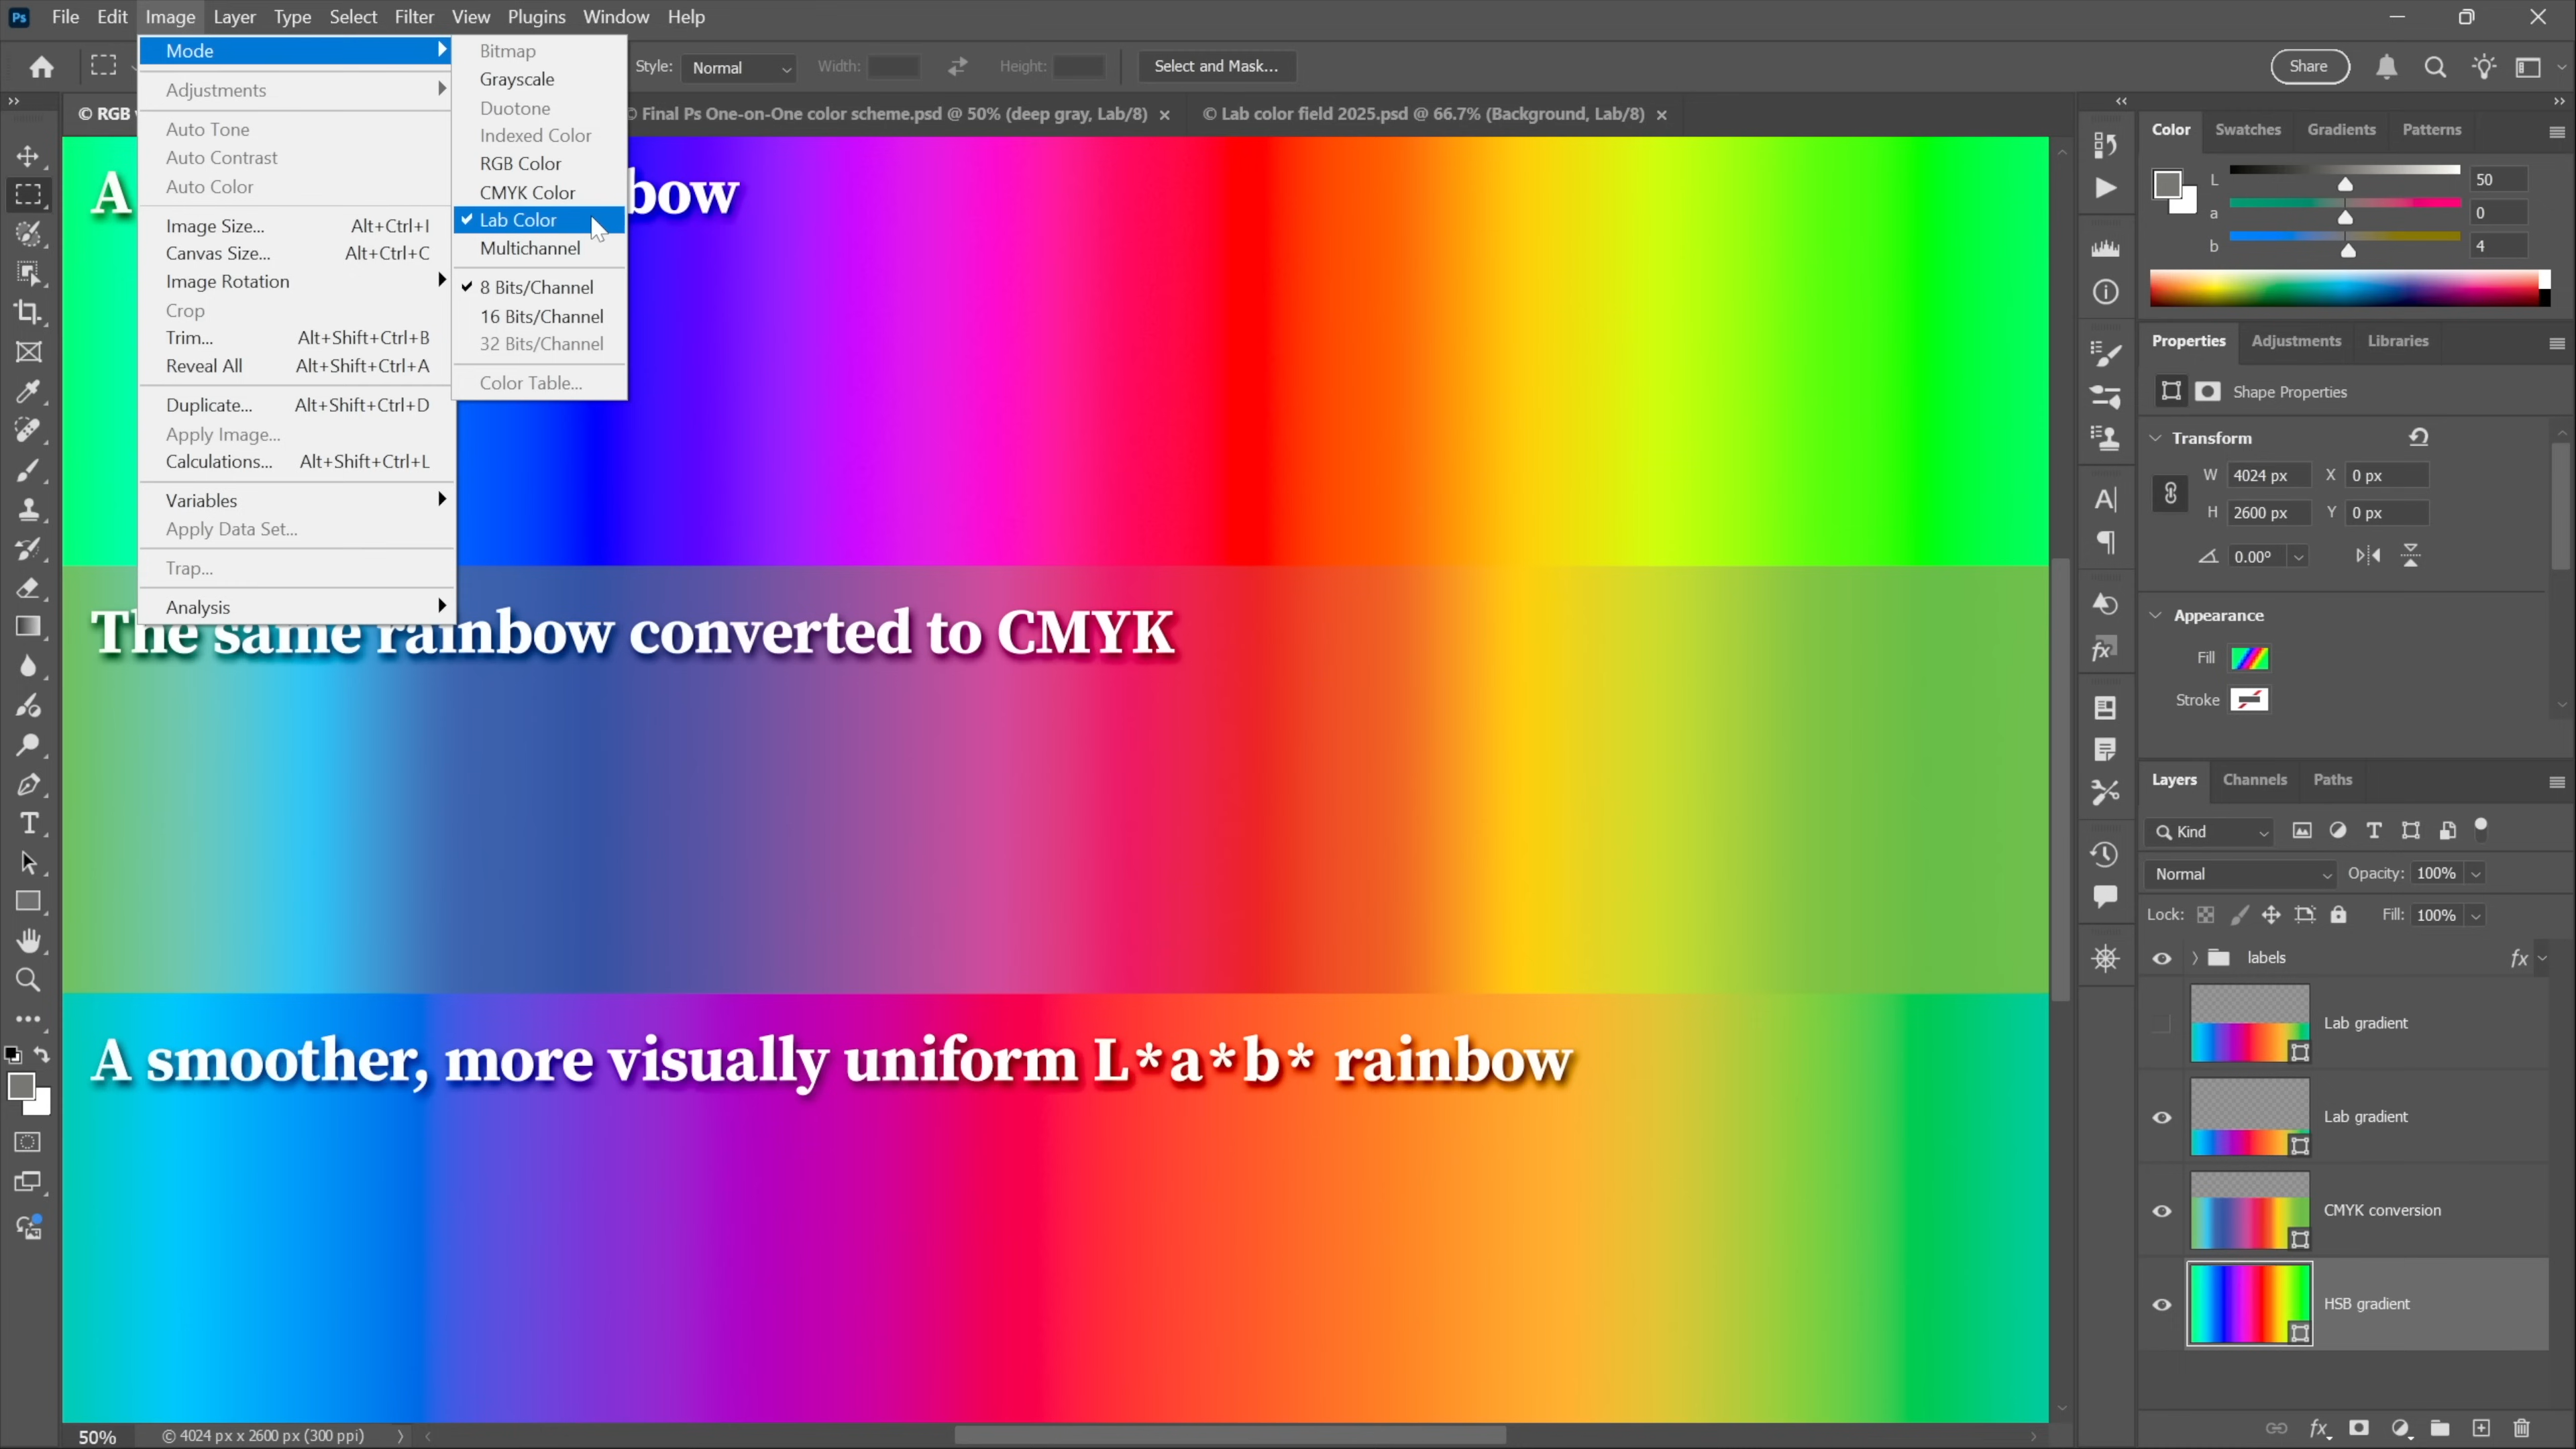 Ps File Edit Image Layer Type Select Filter View Plugins Window Help
Style: Normal Width: Height: Select and Mask... Share
© RGB
© Final Ps One-on-One color scheme.psd @ 50% (deep gray, Lab/8) ×
© Lab color field 2025.psd @ 66.7% (Background, Lab/8) ×
Mode
Adjustments
Auto Tone
Auto Contrast
Auto Color
Image Size... Alt+Ctrl+I
Canvas Size... Alt+Ctrl+C
Image Rotation
Crop
Trim... Alt+Shift+Ctrl+B
Reveal All Alt+Shift+Ctrl+A
Duplicate... Alt+Shift+Ctrl+D
Apply Image...
Calculations... Alt+Shift+Ctrl+L
Variables
Apply Data Set...
Trap...
Analysis
Bitmap
Grayscale
Duotone
Indexed Color
RGB Color
CMYK Color
Lab Color
Multichannel
8 Bits/Channel
16 Bits/Channel
32 Bits/Channel
Color Table...
A
bow
The same rainbow converted to CMYK
A smoother, more visually uniform L*a*b* rainbow
50% © 4024 px x 2600 px (300 ppi)
Color Swatches Gradients Patterns
L 50
a 0
b 4
Properties Adjustments Libraries
Shape Properties
Transform
W 4024 px X 0 px
H 2600 px Y 0 px
0.00°
Appearance
Fill
Stroke
Layers Channels Paths
Kind
Normal Opacity: 100%
Lock: Fill: 100%
labels fx
Lab gradient
Lab gradient
CMYK conversion
HSB gradient
fx